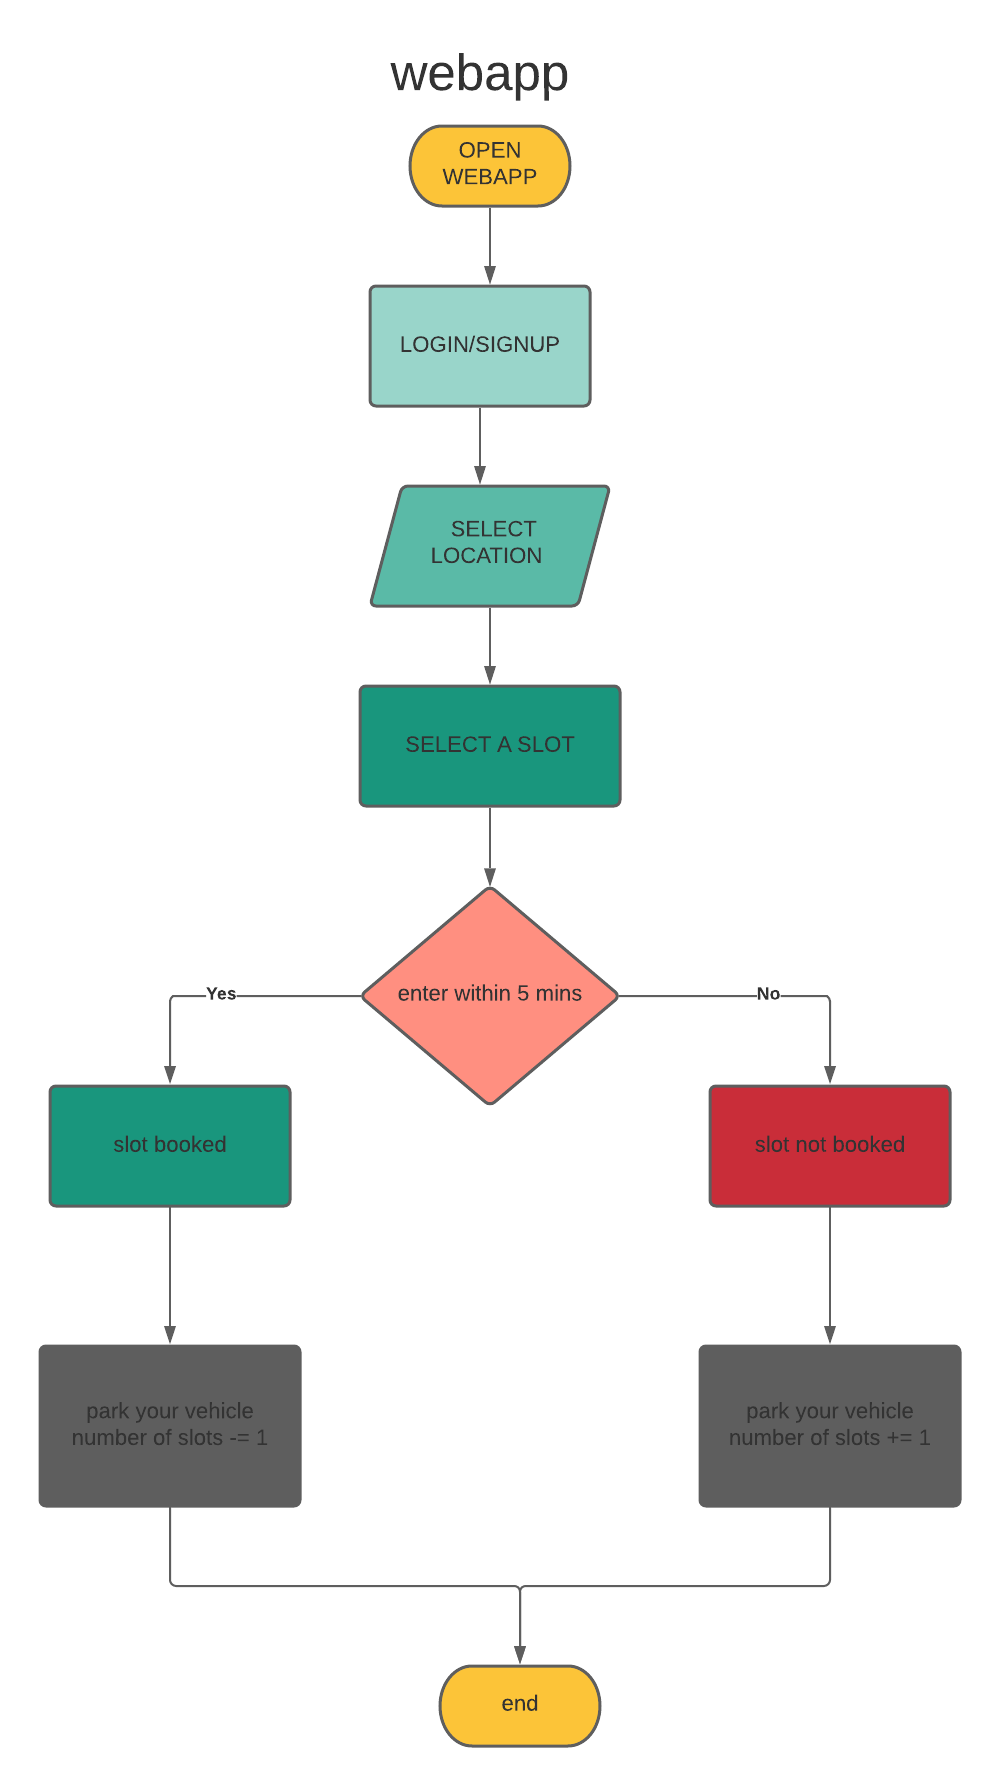 webapp
OPEN
WEBAPP
LOGIN/SIGNUP
SELECT
LOCATION
SELECT A SLOT
enter within 5 mins
Yes
No
slot booked
slot not booked
park your vehicle
number of slots -= 1
park your vehicle
number of slots += 1
end